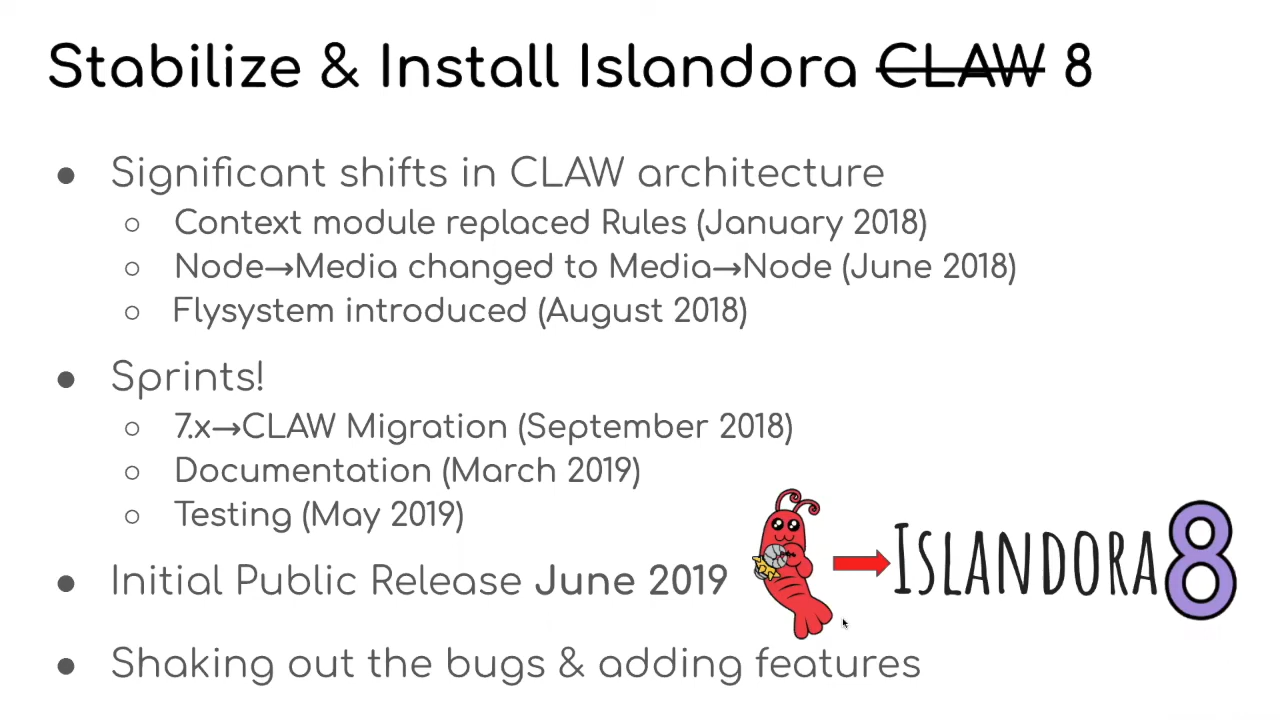 Stabilize & Install Islandora CLAW 8
● Significant shifts in CLAW architecture
○ Context module replaced Rules (January 2018)
○ Node→Media changed to Media→Node (June 2018)
○ Flysystem introduced (August 2018)
● Sprints!
○ 7.x→CLAW Migration (September 2018)
○ Documentation (March 2019)
○ Testing (May 2019)
● Initial Public Release June 2019
ISLANDORA 8
● Shaking out the bugs & adding features